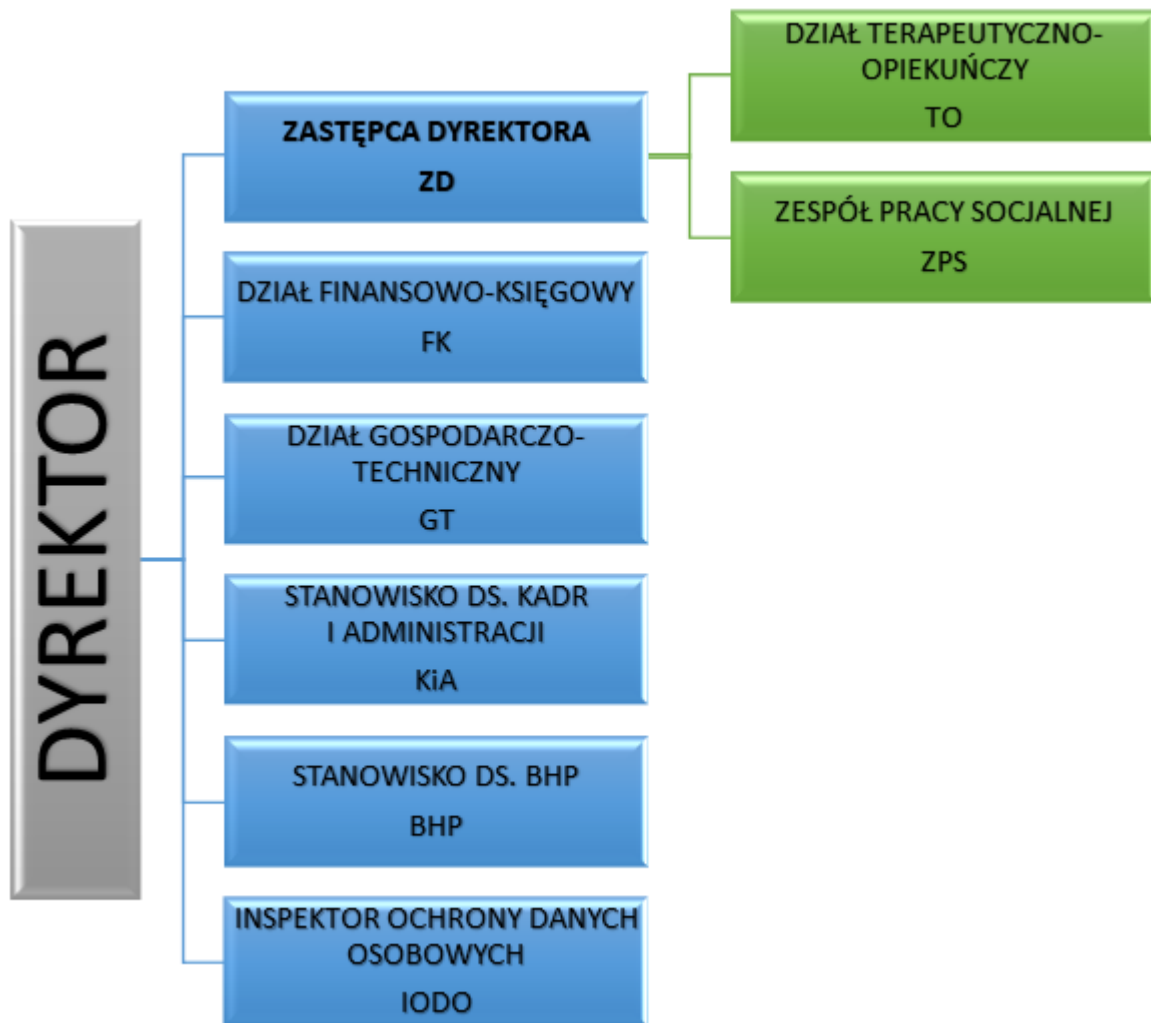 DYREKTOR
ZASTĘPCA DYREKTORA
ZD
DZIAŁ TERAPEUTYCZNO-
OPIEKUŃCZY
TO
ZESPÓŁ PRACY SOCJALNEJ
ZPS
DZIAŁ FINANSOWO-KSIĘGOWY
FK
DZIAŁ GOSPODARCZO-
TECHNICZNY
GT
STANOWISKO DS. KADR
I ADMINISTRACJI
KiA
STANOWISKO DS. BHP
BHP
INSPEKTOR OCHRONY DANYCH
OSOBOWYCH
IODO